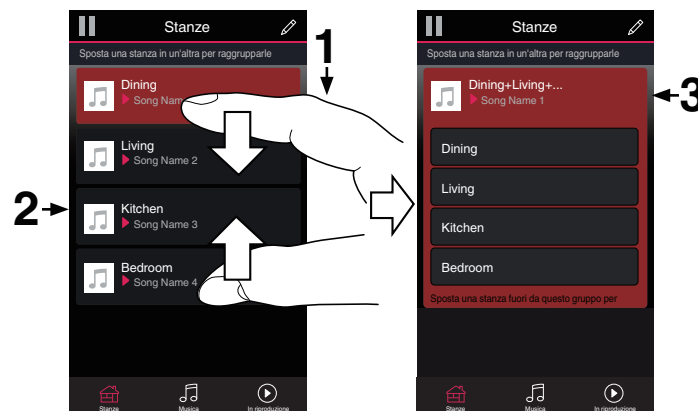 Stanze
Sposta una stanza in un'altra per raggrupparle
1
Dining
Song Nam
Living
Song Name 2
2
Kitchen
Song Name 3
Bedroom
Song Name 4
Stanze
Musica
In riproduzione
Stanze
Sposta una stanza in un'altra per raggrupparle
Dining+Living+...
Song Name 1
3
Dining
Living
Kitchen
Bedroom
Sposta una stanza fuori da questo gruppo per
Stanze
Musica
In riproduzione